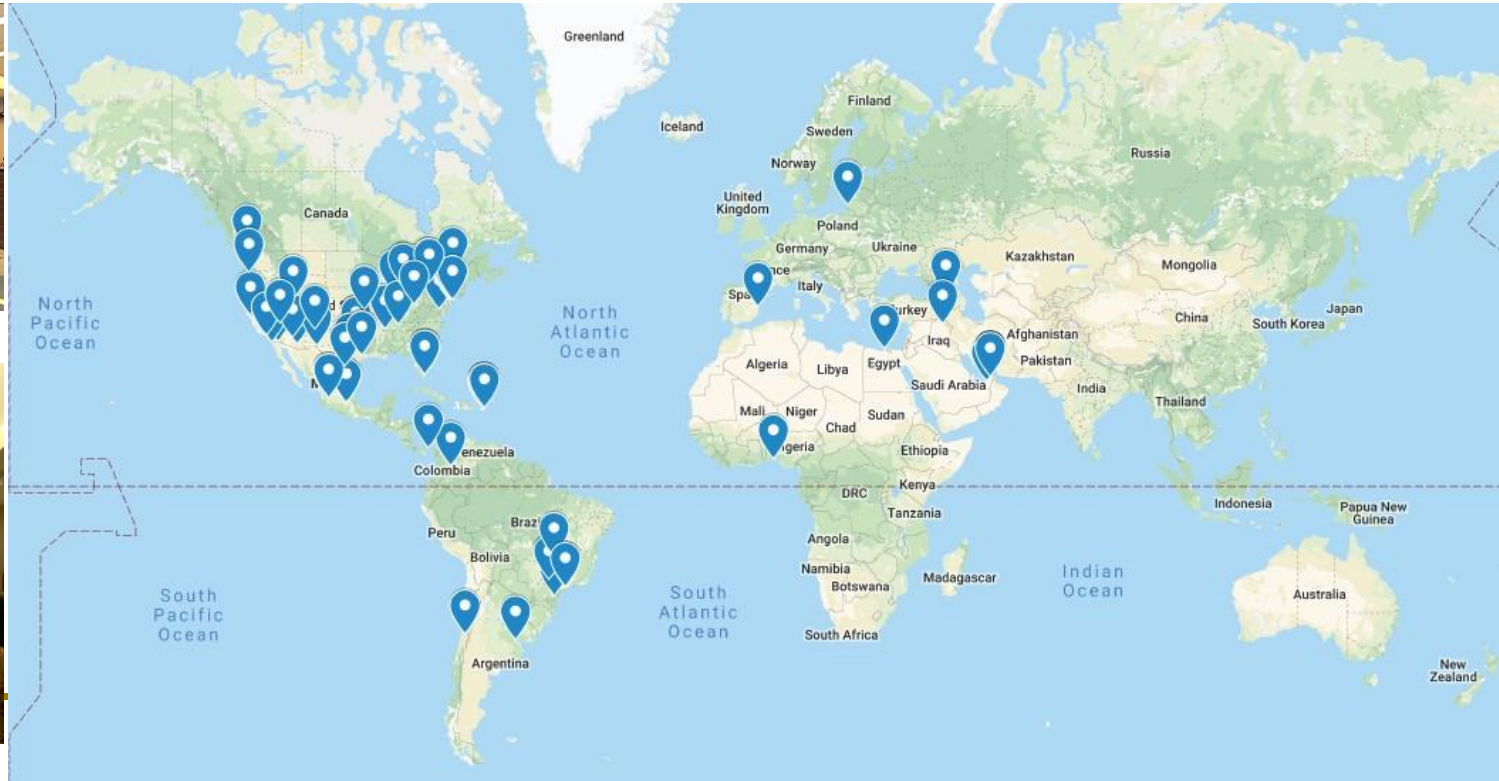 Greenland
Finland
Iceland
Sweden
Norway
Russia
United
Kingdom
Canada
Poland
Germany
Ukraine
Kazakhstan
Mongolia
Italy
North
Pacific
Ocean
North
Atlantic
Ocean
Japan
China
South Korea
Afghanistan
Iraq
Algeria
Libya
Egypt
Pakistan
Saudi Arabia
India
Thailand
Mali
Niger
Sudan
Chad
Ethiopia
Colombia
Kenya
DRC
Indonesia
Papua New
Guinea
Tanzania
Peru
Bolivia
Angola
Namibia
Botswana
Madagascar
Indian
Ocean
Australia
South
Pacific
Ocean
South
Atlantic
Ocean
South Africa
Argentina
New
Zealand